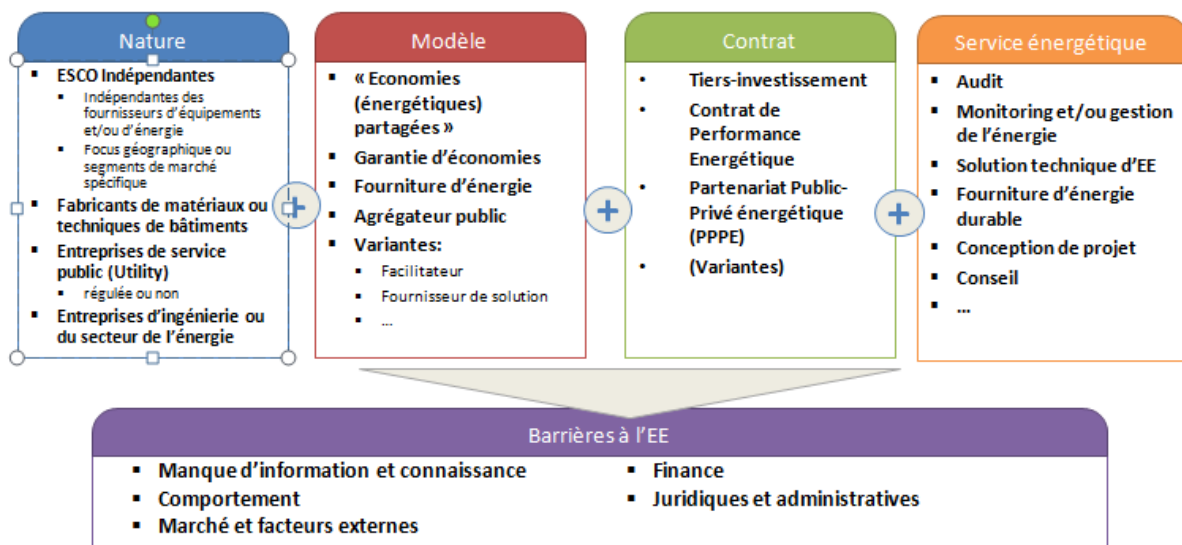 Nature
ESCO Indépendantes
Indépendantes des
fournisseurs d'équipements
et/ou d'énergie
Focus géographique ou
segments de marché
spécifique
Fabricants de matériaux ou
techniques de bâtiments
Entreprises de service
public (Utility)
régulée ou non
Entreprises d'ingénierie ou
du secteur de l'énergie
Modèle
« Economies
(énergétiques)
partagées »
Garantie d'économies
Fourniture d'énergie
Agrégateur public
Variantes:
Facilitateur
Fournisseur de solution
...
Contrat
Tiers-investissement
Contrat de
Performance
Energétique
Partenariat Public-
Privé énergétique
(PPPE)
(Variantes)
Service énergétique
Audit
Monitoring et/ou gestion
de l'énergie
Solution technique d'EE
Fourniture d'énergie
durable
Conception de projet
Conseil
...
Barrières à l'EE
Manque d'information et connaissance
Comportement
Marché et facteurs externes
Finance
Juridiques et administratives